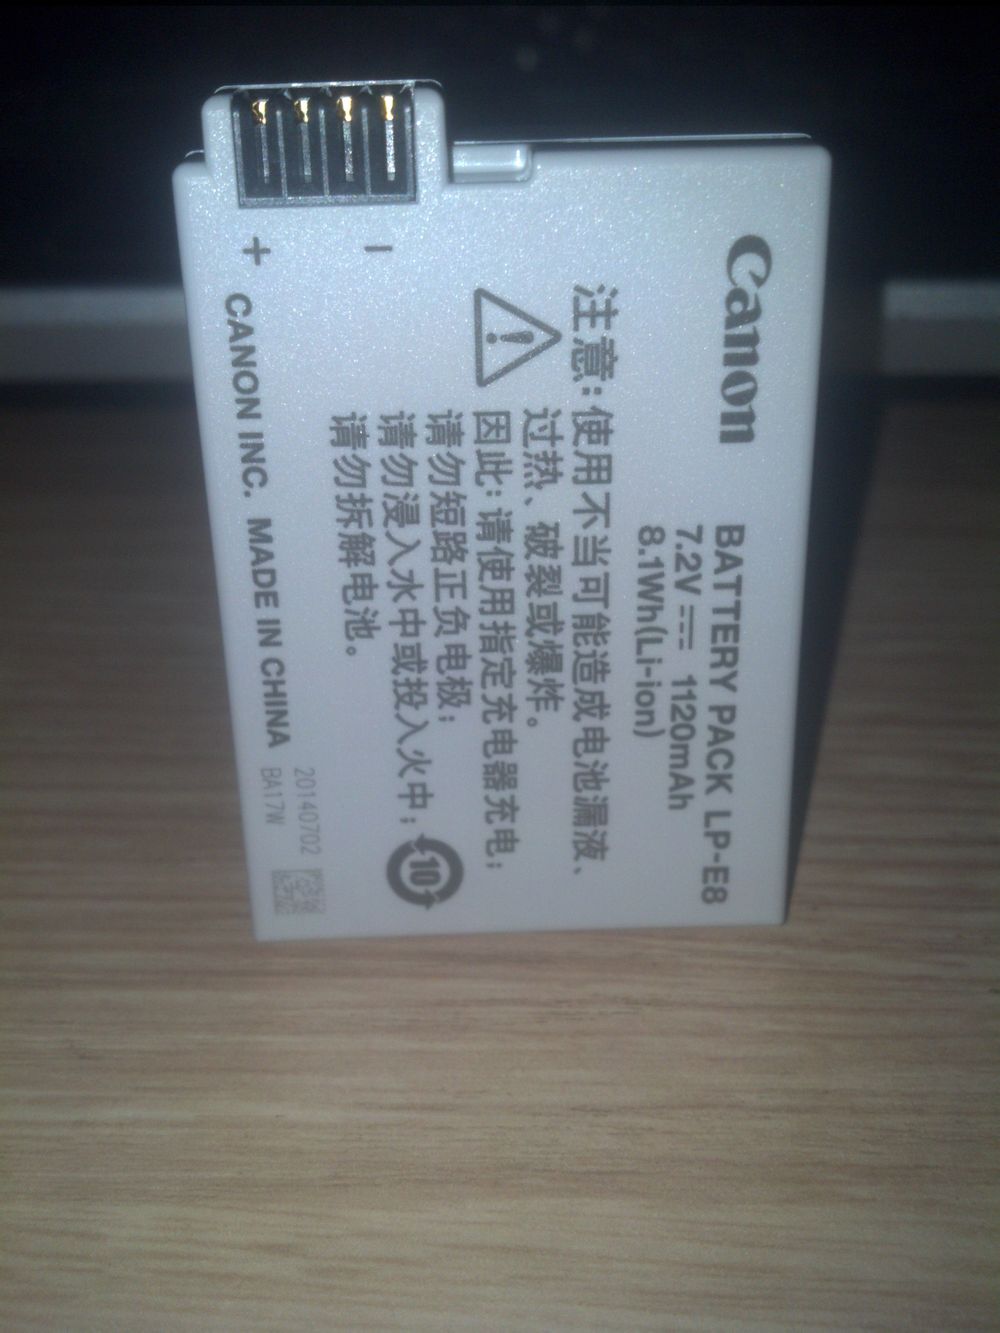 Canon
BATTERY PACK LP-E8
7.2V ⎓ 1120mAh
8.1Wh(Li-ion)
注意:使用不当可能造成电池漏液、
过热、破裂或爆炸。
因此:请使用指定充电器充电;
请勿短路正负电极;
请勿浸入水中或投入火中;
请勿拆解电池。
10
+ −
CANON INC. MADE IN CHINA
20140702
BA17W